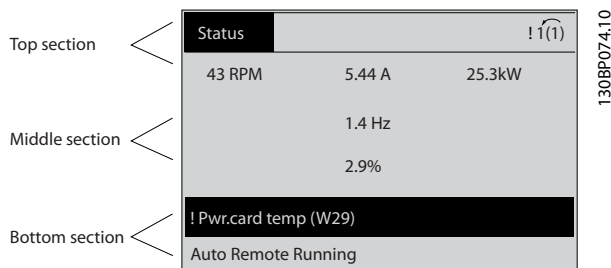 Top section
Status
! 1(1)
43 RPM 5.44 A 25.3kW
Middle section
1.4 Hz
2.9%
Bottom section
! Pwr.card temp (W29)
Auto Remote Running
130BP074.10